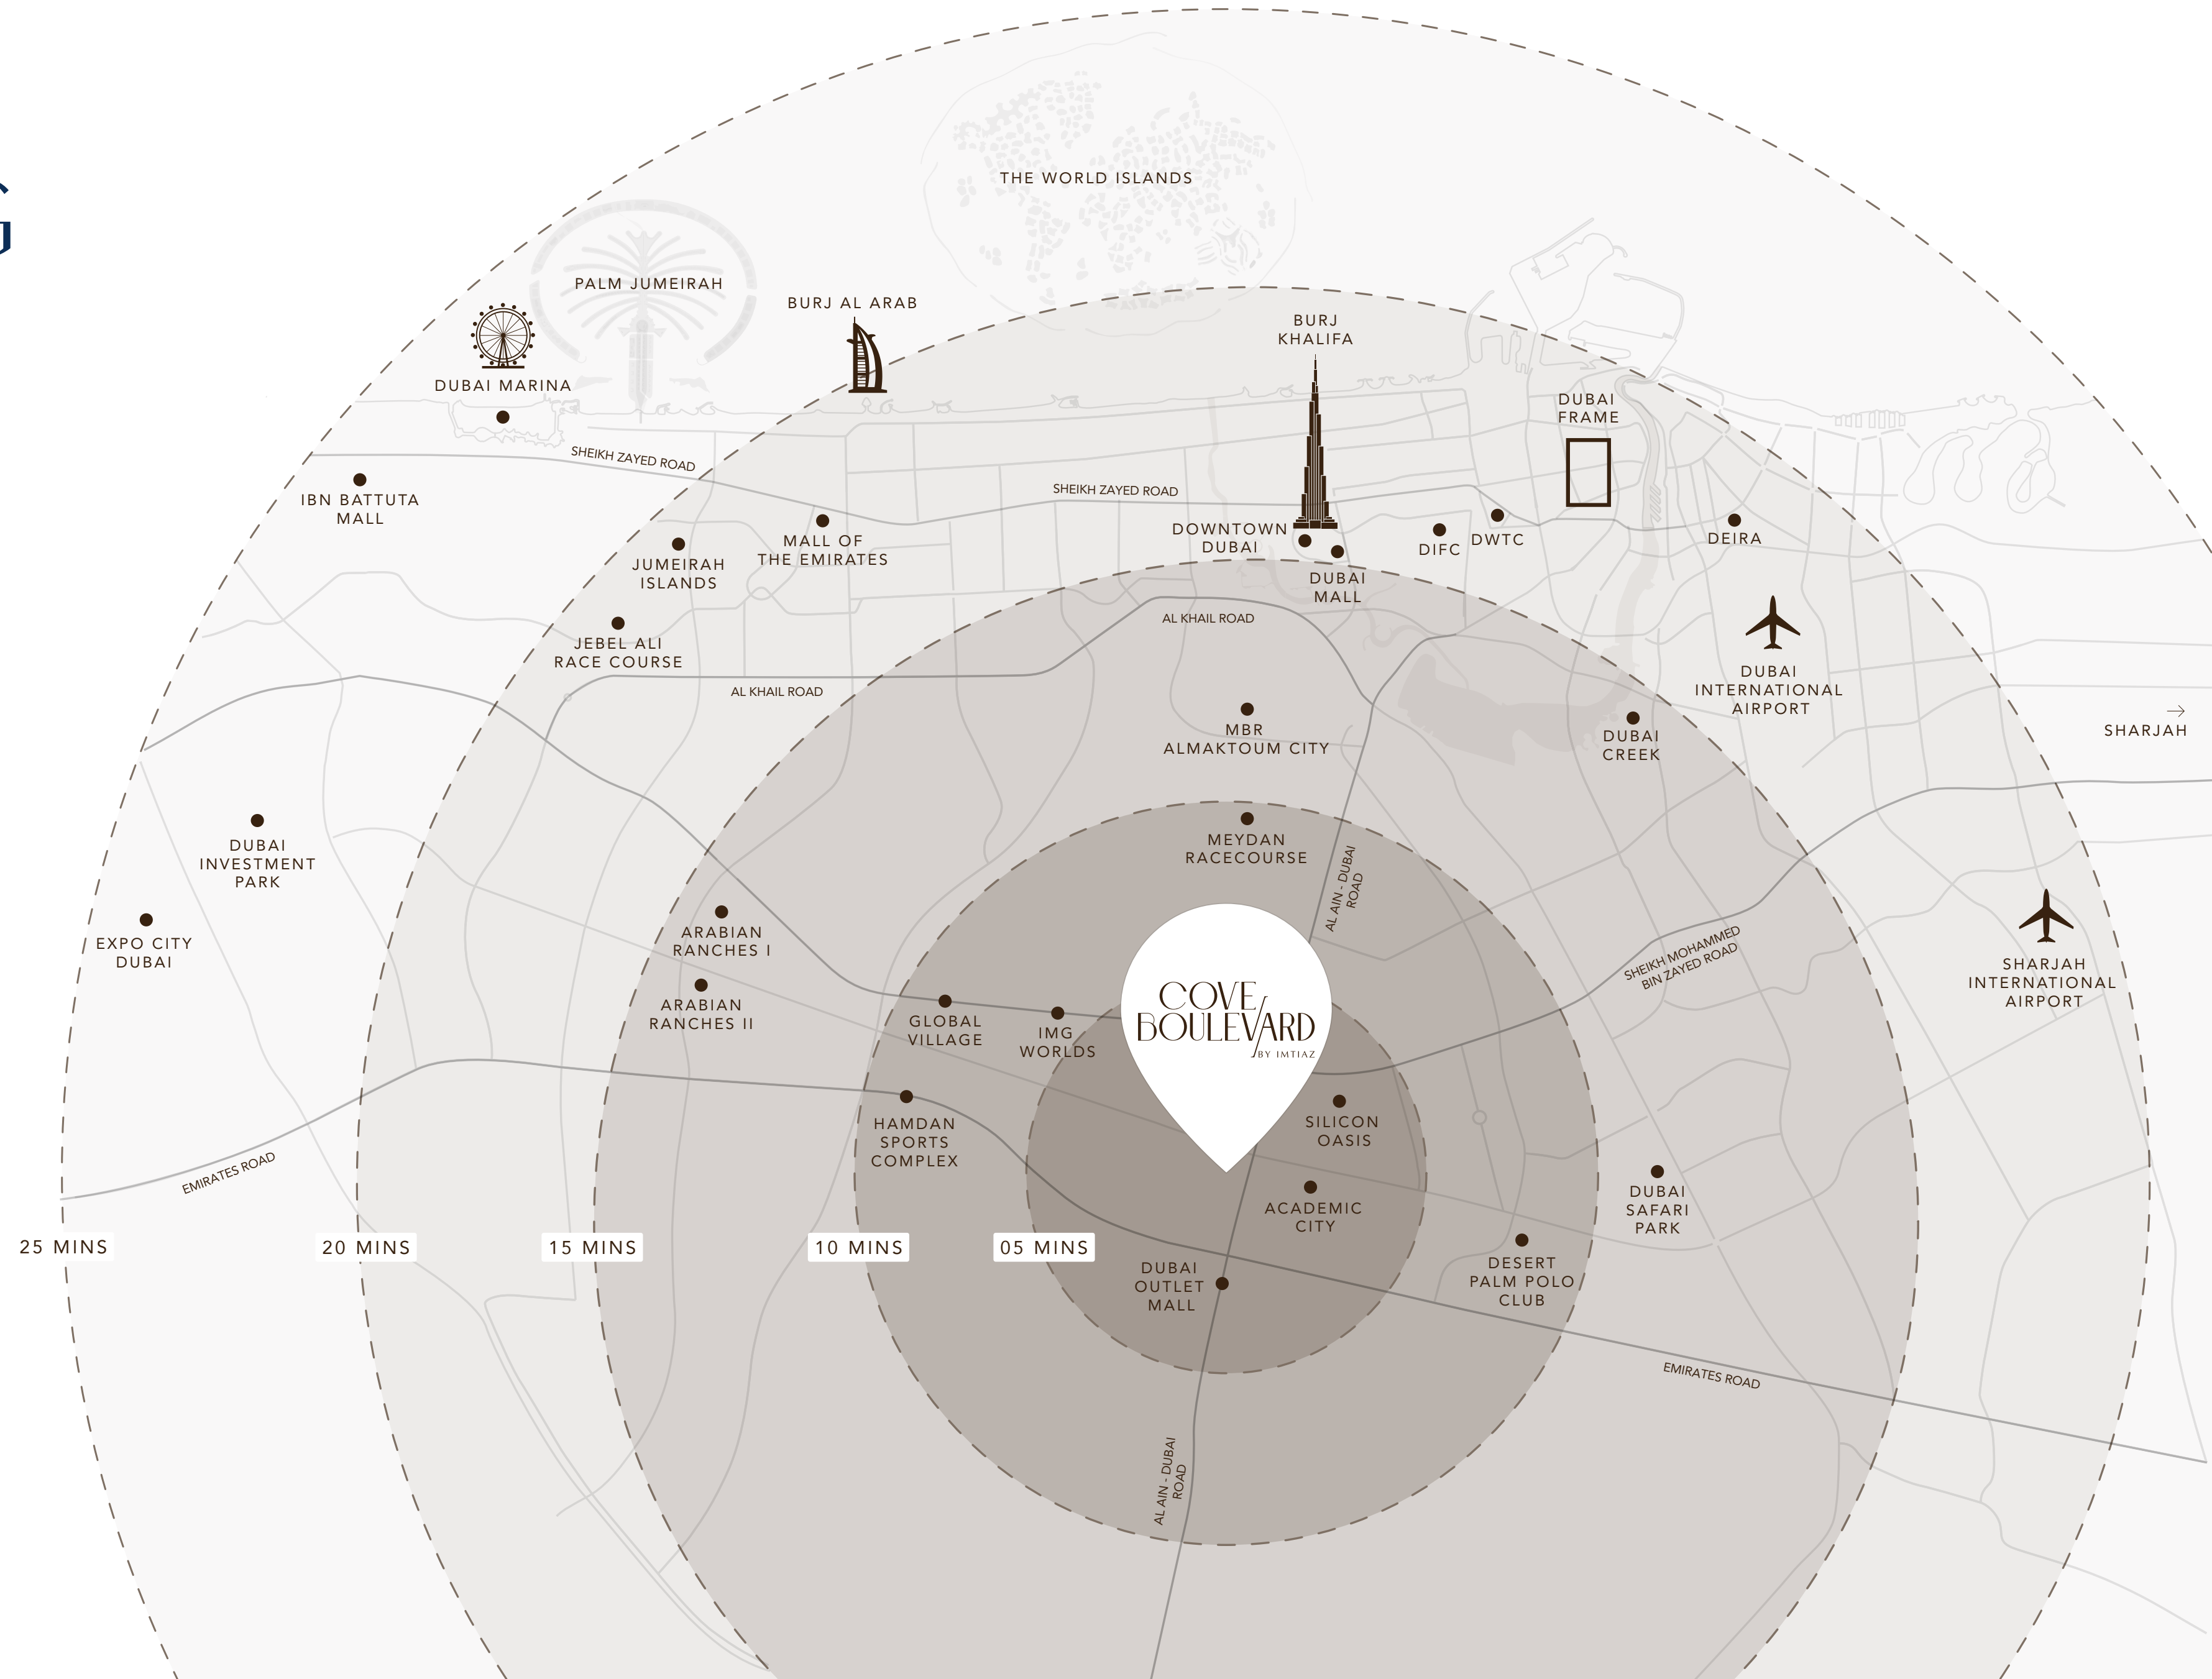 THE WORLD ISLANDS
PALM JUMEIRAH
BURJ AL ARAB
BURJ
KHALIFA
DUBAI MARINA
DUBAI
FRAME
SHEIKH ZAYED ROAD
SHEIKH ZAYED ROAD
IBN BATTUTA
MALL
MALL OF
THE EMIRATES
JUMEIRAH
ISLANDS
DOWNTOWN
DUBAI
DIFC
DWTC
DEIRA
DUBAI
MALL
JEBEL ALI
RACE COURSE
AL KHAIL ROAD
AL KHAIL ROAD
DUBAI
INTERNATIONAL
AIRPORT
MBR
ALMAKTOUM CITY
DUBAI
CREEK
→
SHARJAH
DUBAI
INVESTMENT
PARK
MEYDAN
RACECOURSE
AL AIN - DUBAI
ROAD
EXPO CITY
DUBAI
ARABIAN
RANCHES I
ARABIAN
RANCHES II
SHEIKH MOHAMMED
BIN ZAYED ROAD
SHARJAH
INTERNATIONAL
AIRPORT
COVE
BOULEVARD
BY IMTIAZ
GLOBAL
VILLAGE
IMG
WORLDS
HAMDAN
SPORTS
COMPLEX
SILICON
OASIS
EMIRATES ROAD
ACADEMIC
CITY
DUBAI
SAFARI
PARK
25 MINS
20 MINS
15 MINS
10 MINS
05 MINS
DUBAI
OUTLET
MALL
DESERT
PALM POLO
CLUB
EMIRATES ROAD
AL AIN - DUBAI
ROAD